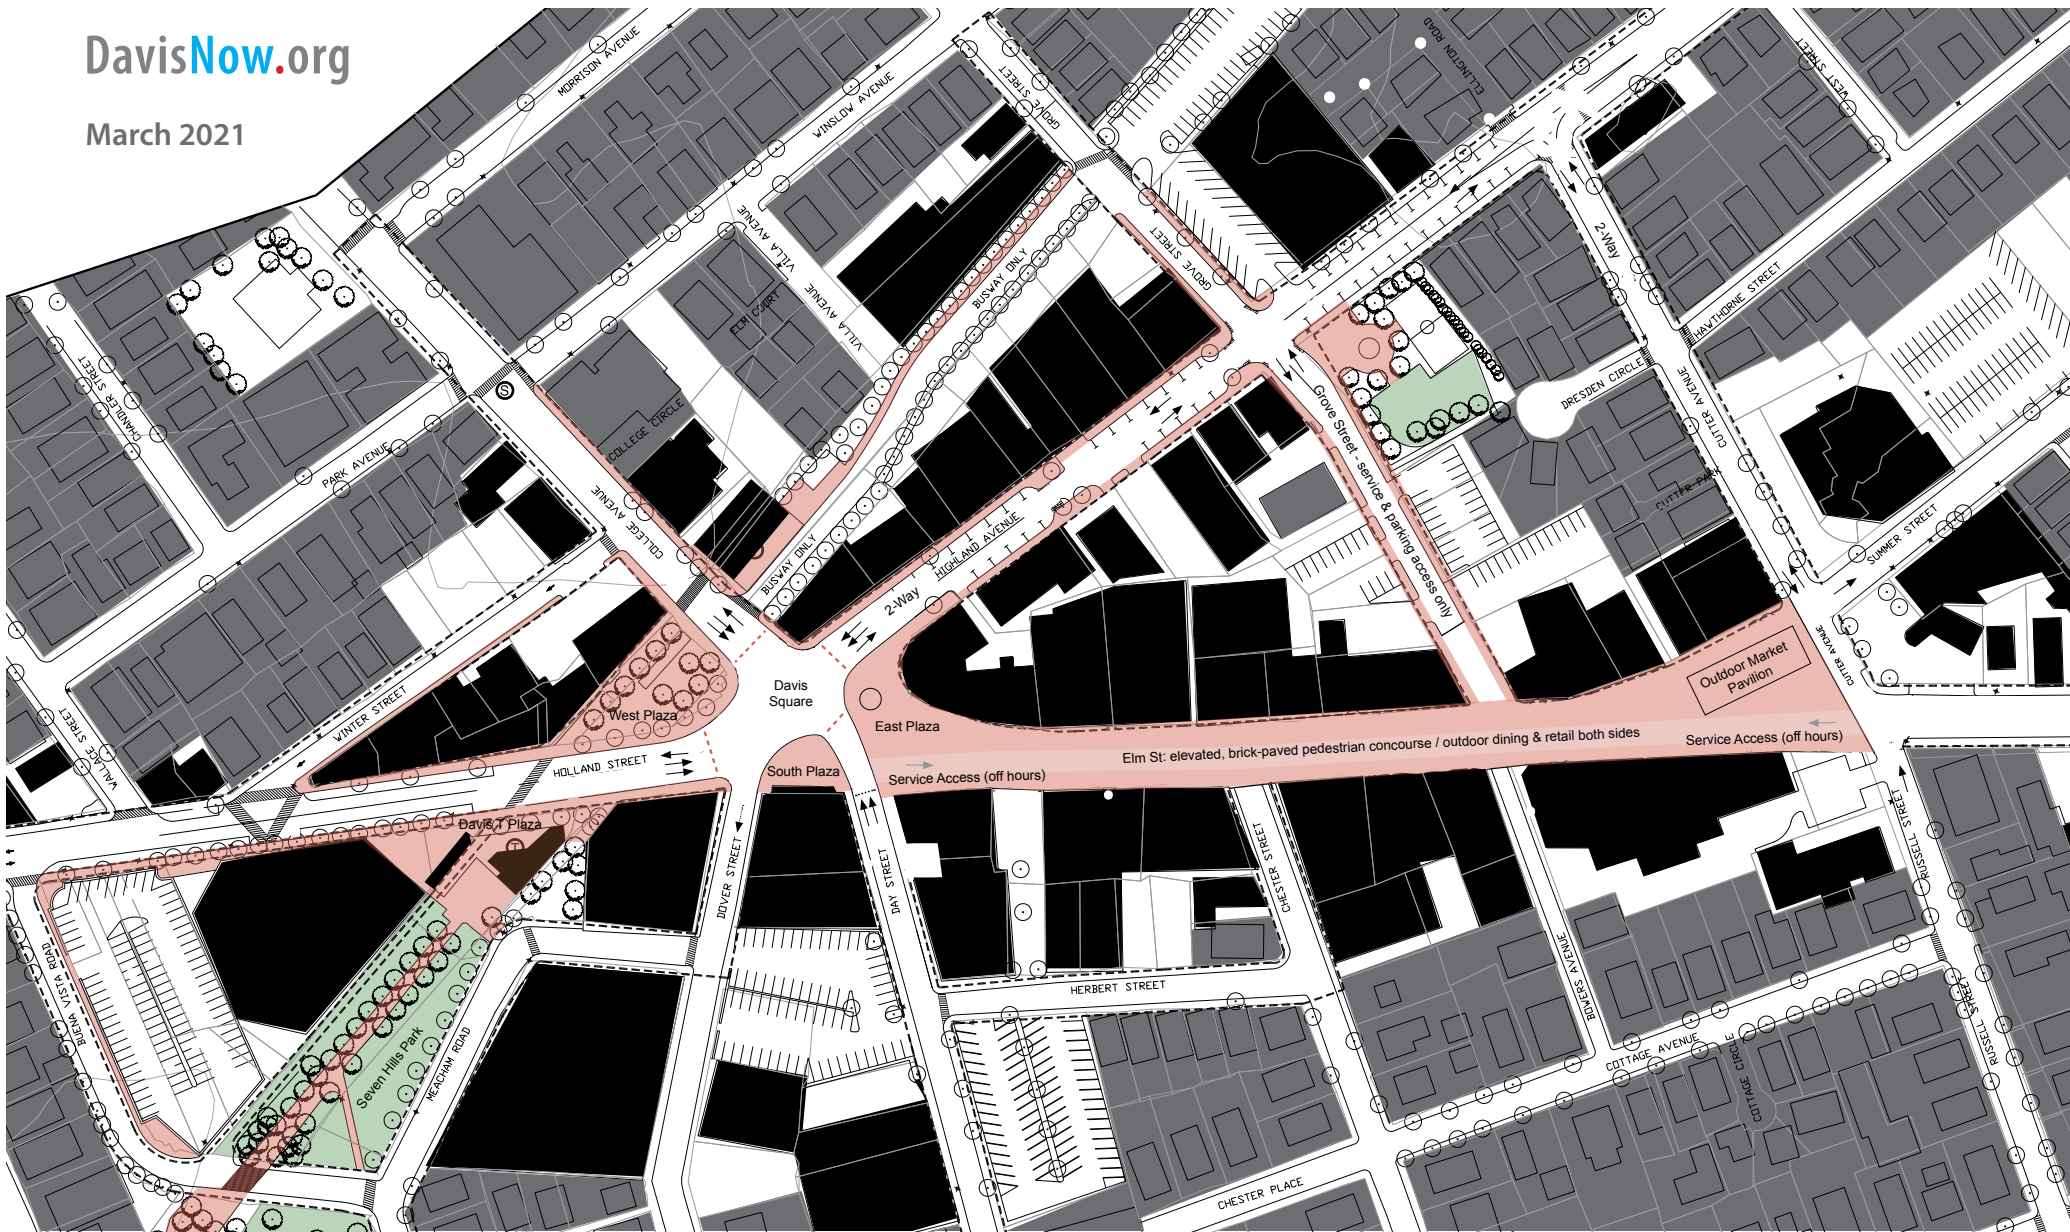 DavisNow.org
March 2021
MORRISON AVENUE
WINSLOW AVENUE
GROVE STREET
ELLINGTON ROAD
WEST STREET
2-Way
VILLA AVENUE
VILLA AVENUE
ELM COURT
BUSWAY ONLY
GROVE STREET
HAWTHORNE STREET
CHANDLER STREET
PARK AVENUE
S
COLLEGE CIRCLE
COLLEGE AVENUE
BUSWAY ONLY
HIGHLAND AVENUE
2-Way
Grove Street - service & parking access only
DRESDEN CIRCLE
CUTTER AVENUE
CUTTER PARK
SUMMER STREET
CUTTER AVENUE
WALLACE STREET
WINTER STREET
West Plaza
Davis
Square
East Plaza
Outdoor Market
Pavilion
HOLLAND STREET
South Plaza
Service Access (off hours)
Elm St: elevated, brick-paved pedestrian concourse / outdoor dining & retail both sides
Service Access (off hours)
Davis T Plaza
T
DOVER STREET
DAY STREET
CHESTER STREET
RUSSELL STREET
BUENA VISTA ROAD
Seven Hills Park
MEACHAM ROAD
HERBERT STREET
BOWERS AVENUE
COTTAGE AVENUE
COTTAGE CIRCLE
RUSSELL STREET
RUSSELL STREET
CHESTER PLACE